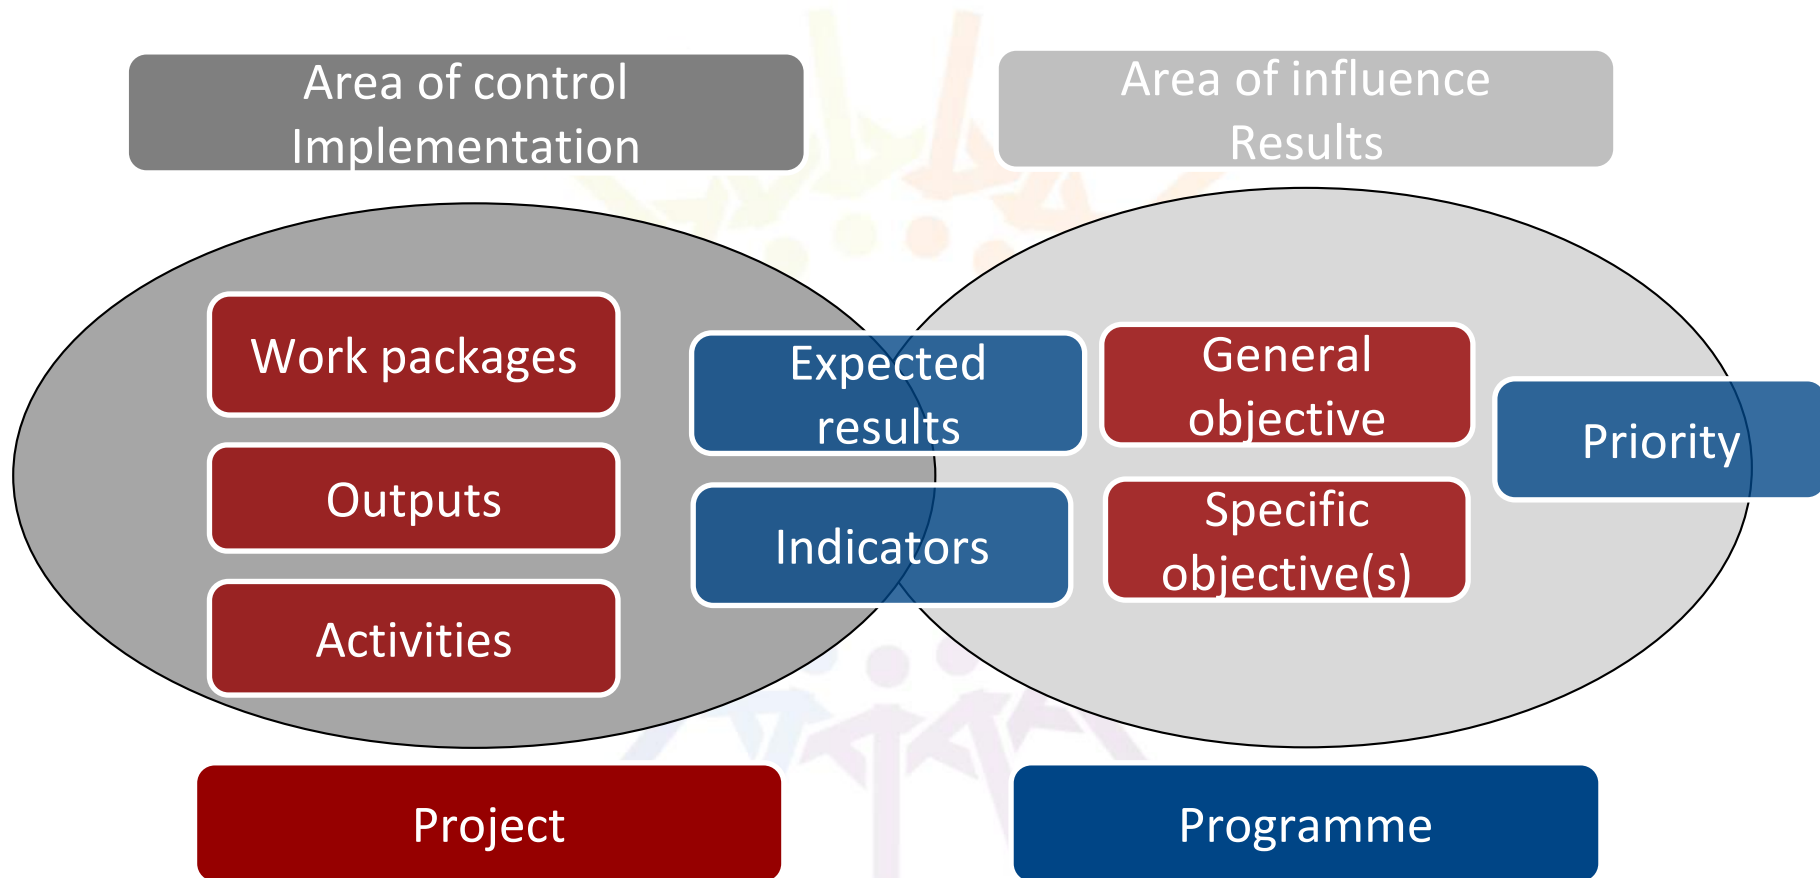 Area of control
Implementation
Area of influence
Results
Work packages
Outputs
Activities
Expected
results
Indicators
General
objective
Specific
objective(s)
Priority
Project
Programme